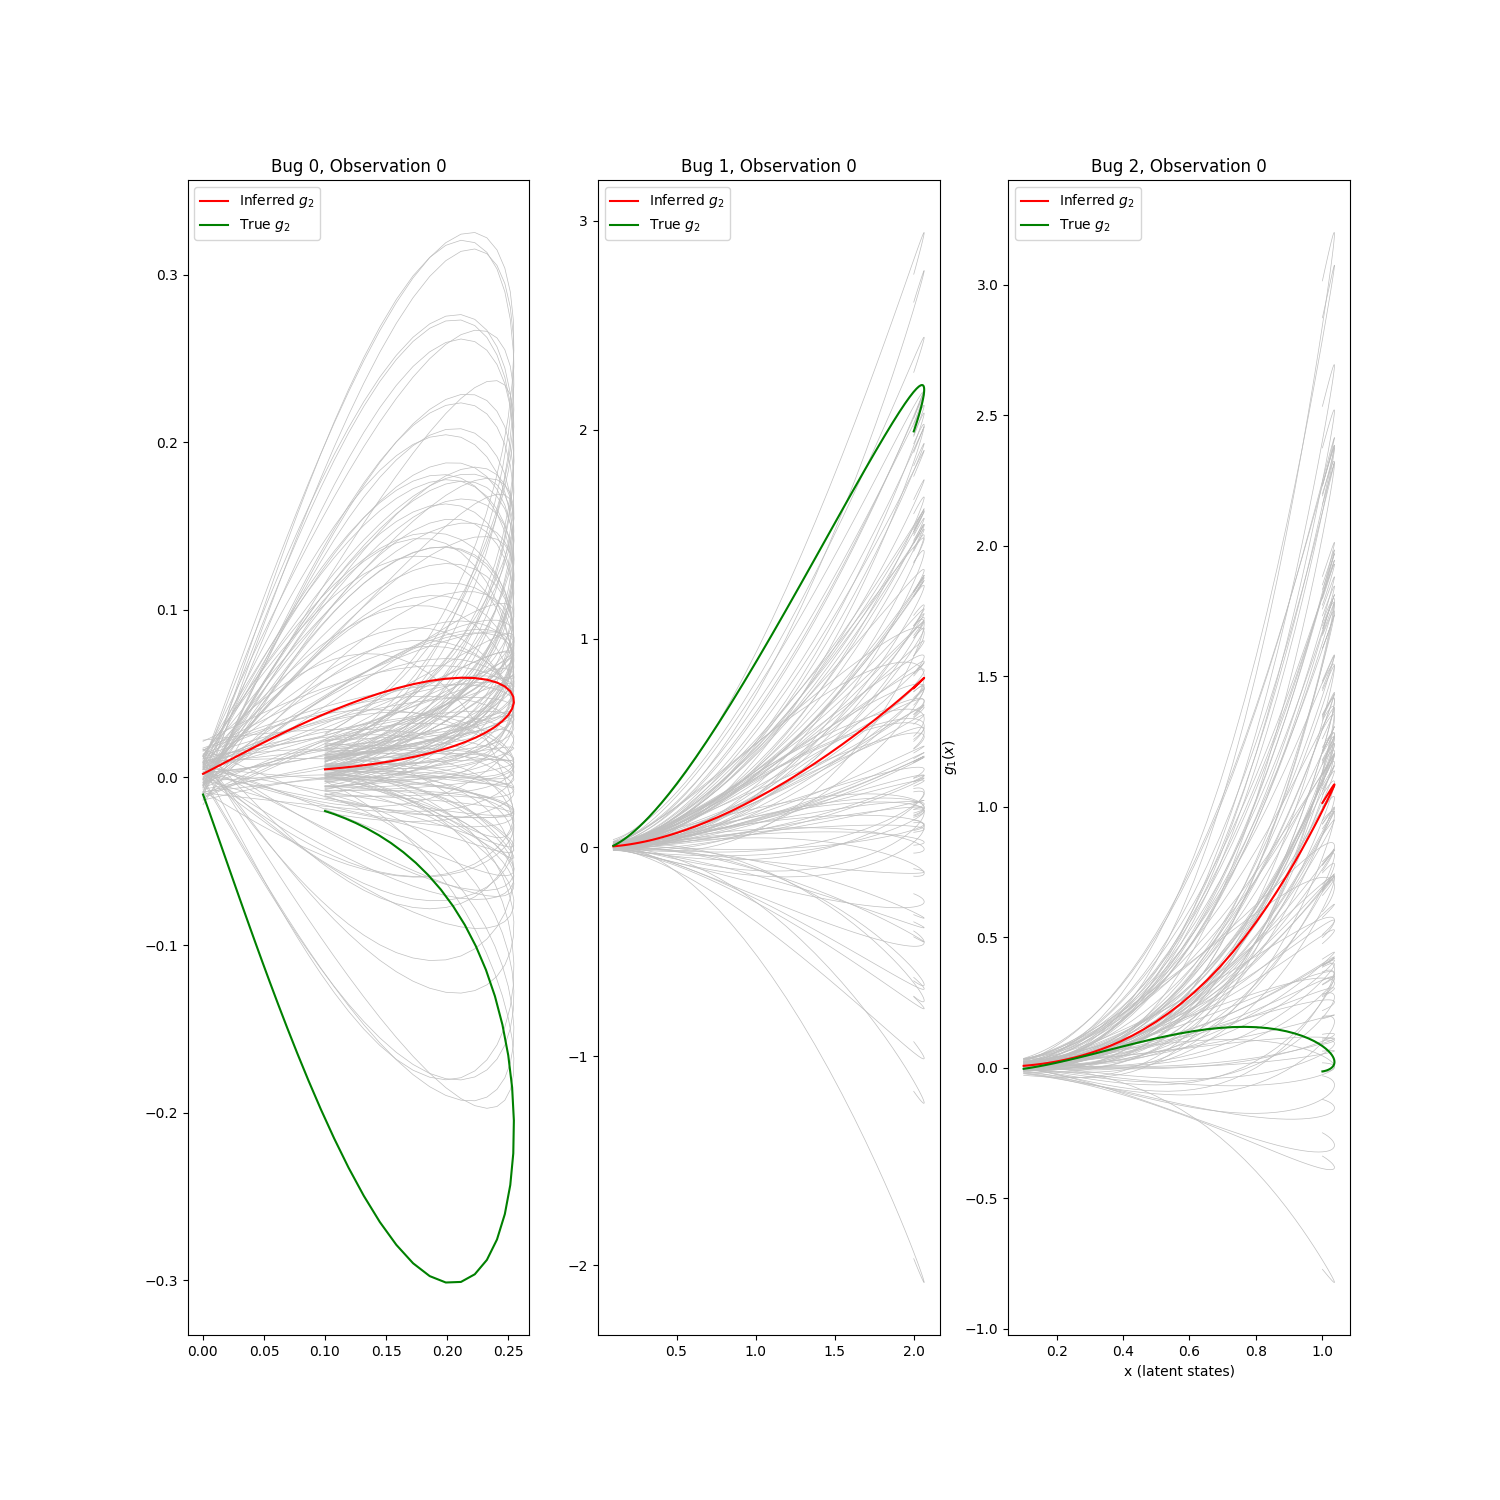 Bug 0, Observation 0
Inferred g₂
True g₂
0.3
0.2
0.1
0.0
−0.1
−0.2
−0.3
0.00 0.05 0.10 0.15 0.20 0.25
Bug 1, Observation 0
Inferred g₂
True g₂
3
2
1
0
−1
−2
0.5 1.0 1.5 2.0
Bug 2, Observation 0
Inferred g₂
True g₂
g₁(x)
3.0
2.5
2.0
1.5
1.0
0.5
0.0
−0.5
−1.0
0.2 0.4 0.6 0.8 1.0
x (latent states)